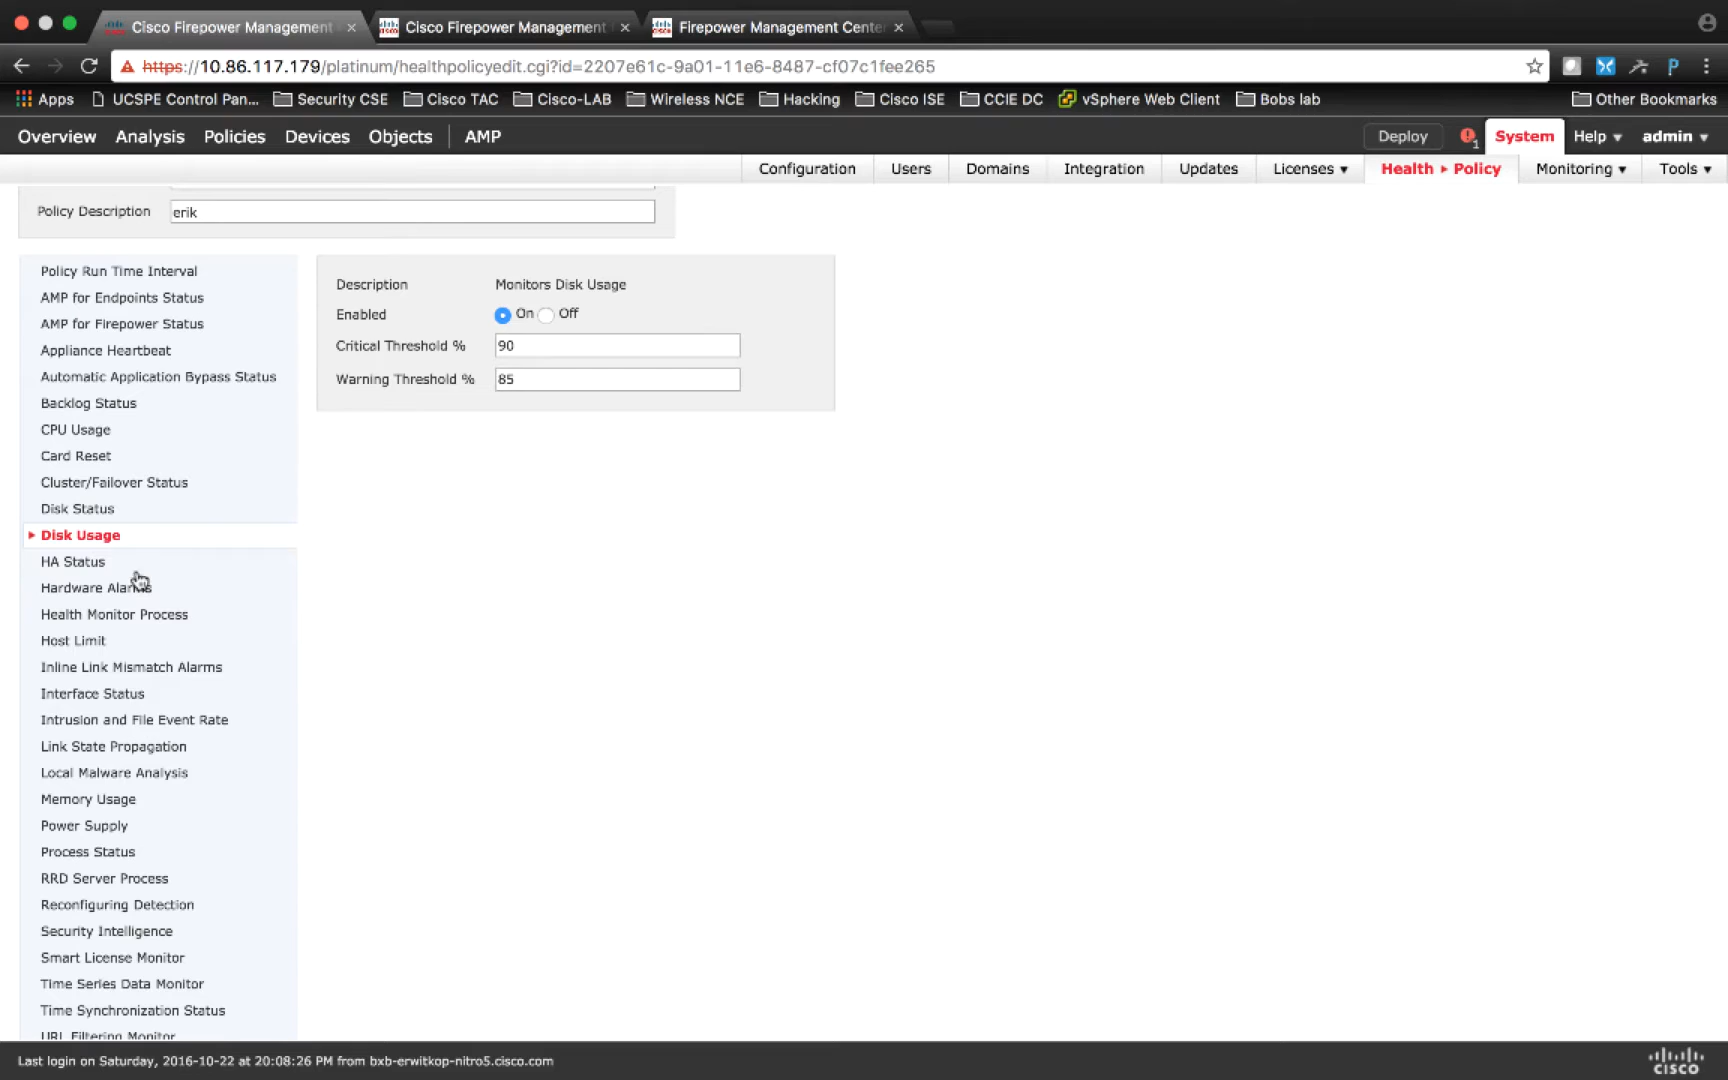 Cisco Firepower Management
Cisco Firepower Management
Firepower Management Cente
https://10.86.117.179/platinum/healthpolicyedit.cgi?id=2207e61c-9a01-11e6-8487-cf07c1fee265
Apps UCSPE Control Pan... Security CSE Cisco TAC Cisco-LAB Wireless NCE Hacking Cisco ISE CCIE DC vSphere Web Client Bobs lab Other Bookmarks
Overview Analysis Policies Devices Objects AMP Deploy 1 System Help admin
Configuration Users Domains Integration Updates Licenses Health Policy Monitoring Tools
Policy Description erik
Policy Run Time Interval
AMP for Endpoints Status
AMP for Firepower Status
Appliance Heartbeat
Automatic Application Bypass Status
Backlog Status
CPU Usage
Card Reset
Cluster/Failover Status
Disk Status
Disk Usage
HA Status
Hardware Alarms
Health Monitor Process
Host Limit
Inline Link Mismatch Alarms
Interface Status
Intrusion and File Event Rate
Link State Propagation
Local Malware Analysis
Memory Usage
Power Supply
Process Status
RRD Server Process
Reconfiguring Detection
Security Intelligence
Smart License Monitor
Time Series Data Monitor
Time Synchronization Status
URL Filtering Monitor
Description Monitors Disk Usage
Enabled On Off
Critical Threshold % 90
Warning Threshold % 85
Last login on Saturday, 2016-10-22 at 20:08:26 PM from bxb-erwitkop-nitro5.cisco.com
CISCO